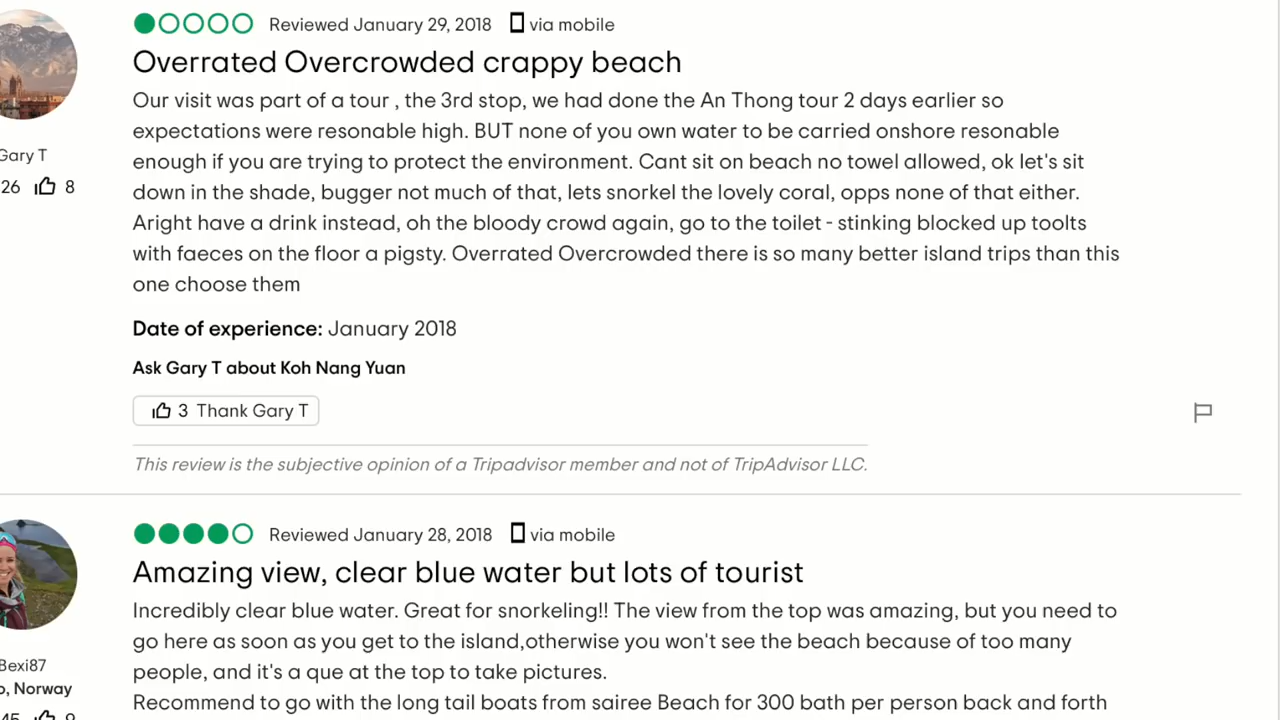 Reviewed January 29, 2018 via mobile
Overrated Overcrowded crappy beach
Our visit was part of a tour , the 3rd stop, we had done the An Thong tour 2 days earlier so
expectations were resonable high. BUT none of you own water to be carried onshore resonable
enough if you are trying to protect the environment. Cant sit on beach no towel allowed, ok let's sit
down in the shade, bugger not much of that, lets snorkel the lovely coral, opps none of that either.
Aright have a drink instead, oh the bloody crowd again, go to the toilet - stinking blocked up toolts
with faeces on the floor a pigsty. Overrated Overcrowded there is so many better island trips than this
one choose them
Gary T
26 8
Date of experience: January 2018
Ask Gary T about Koh Nang Yuan
3 Thank Gary T
This review is the subjective opinion of a Tripadvisor member and not of TripAdvisor LLC.
Reviewed January 28, 2018 via mobile
Amazing view, clear blue water but lots of tourist
Incredibly clear blue water. Great for snorkeling!! The view from the top was amazing, but you need to
go here as soon as you get to the island,otherwise you won't see the beach because of too many
people, and it's a que at the top to take pictures.
Recommend to go with the long tail boats from sairee Beach for 300 bath per person back and forth
Bexi87
o, Norway